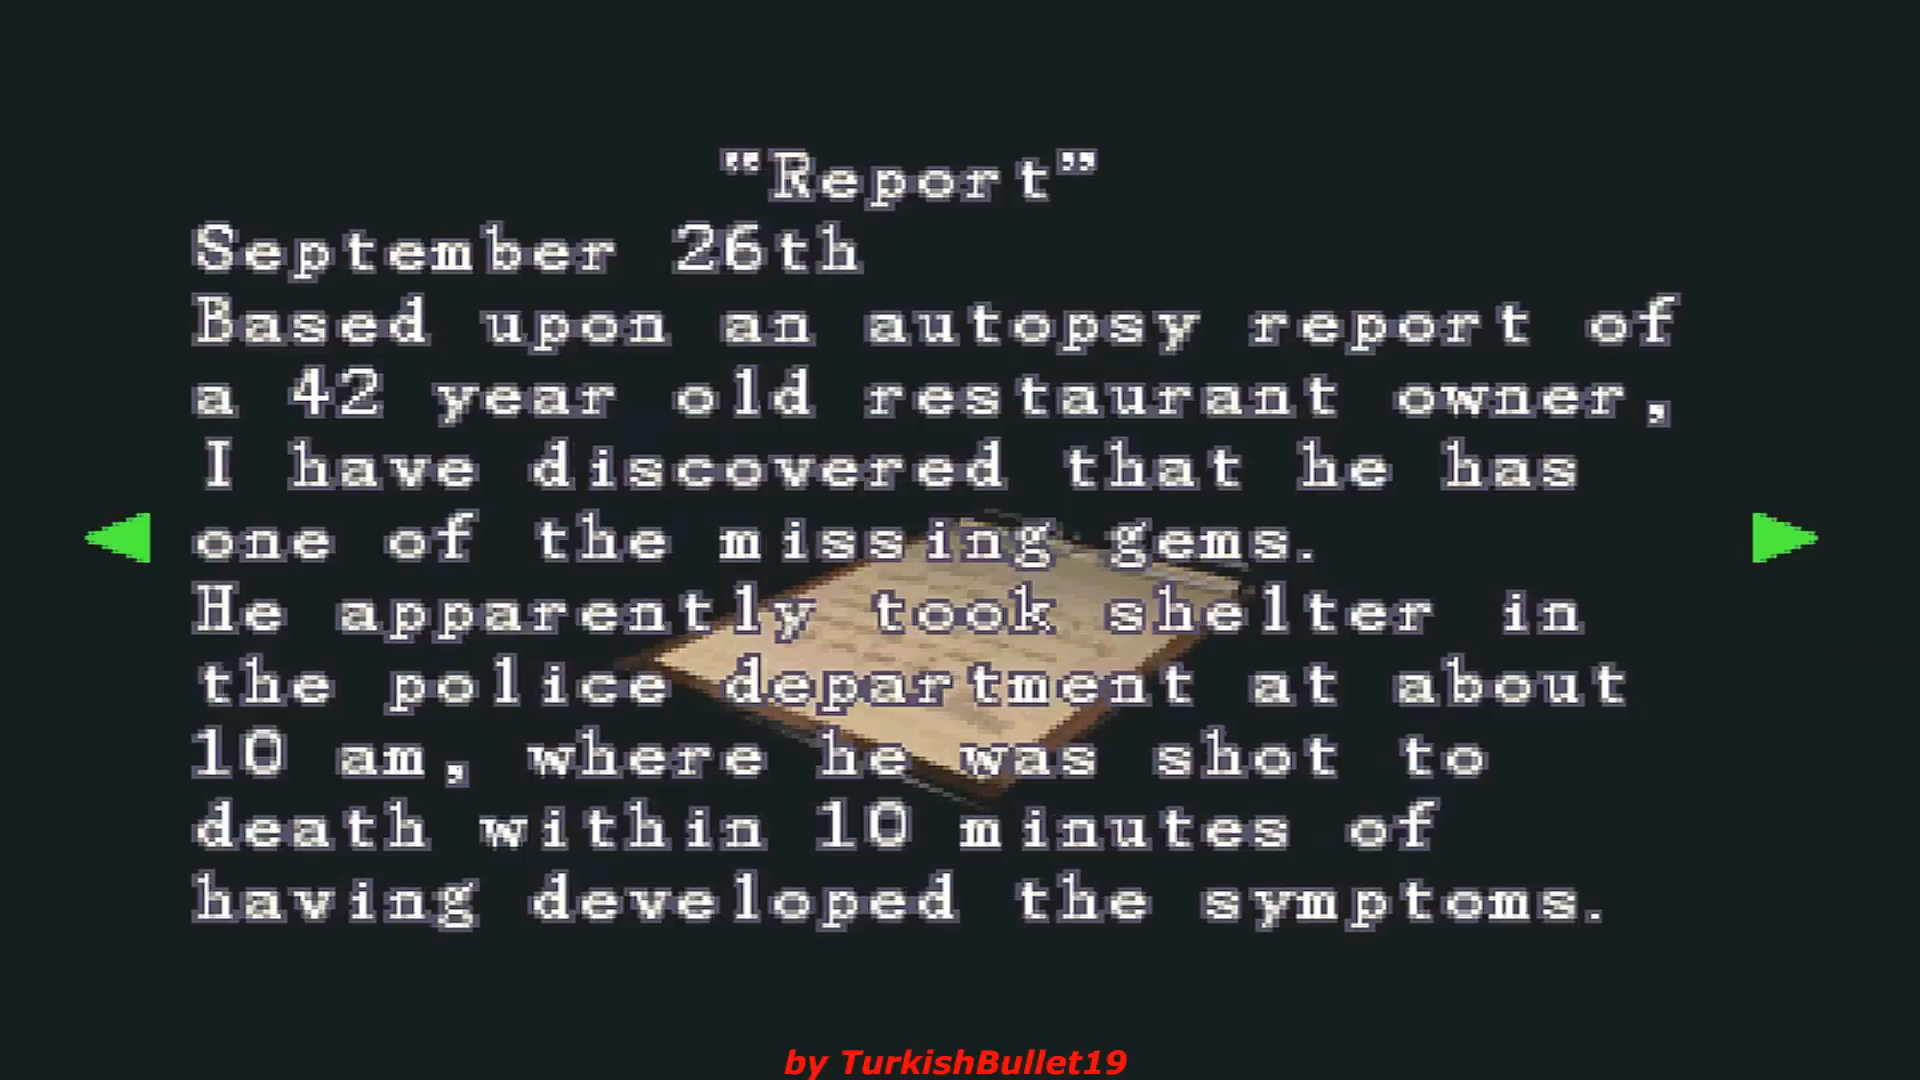 "Report"
September 26th
Based upon an autopsy report of
a 42 year old restaurant owner,
I have discovered that he has
one of the missing gems.
He apparently took shelter in
the police department at about
10 am, where he was shot to
death within 10 minutes of
having developed the symptoms.
by TurkishBullet19